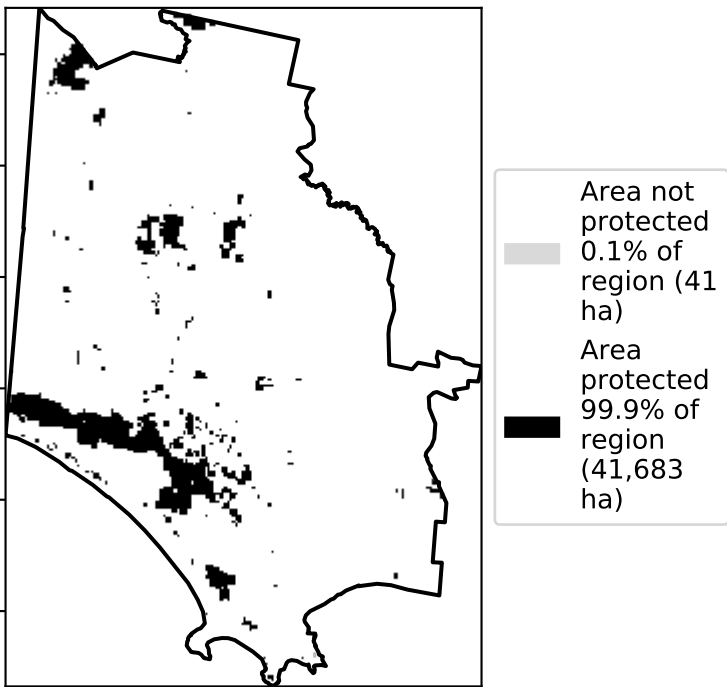 Area not
protected
0.1% of
region (41
ha)
Area
protected
99.9% of
region
(41,683
ha)